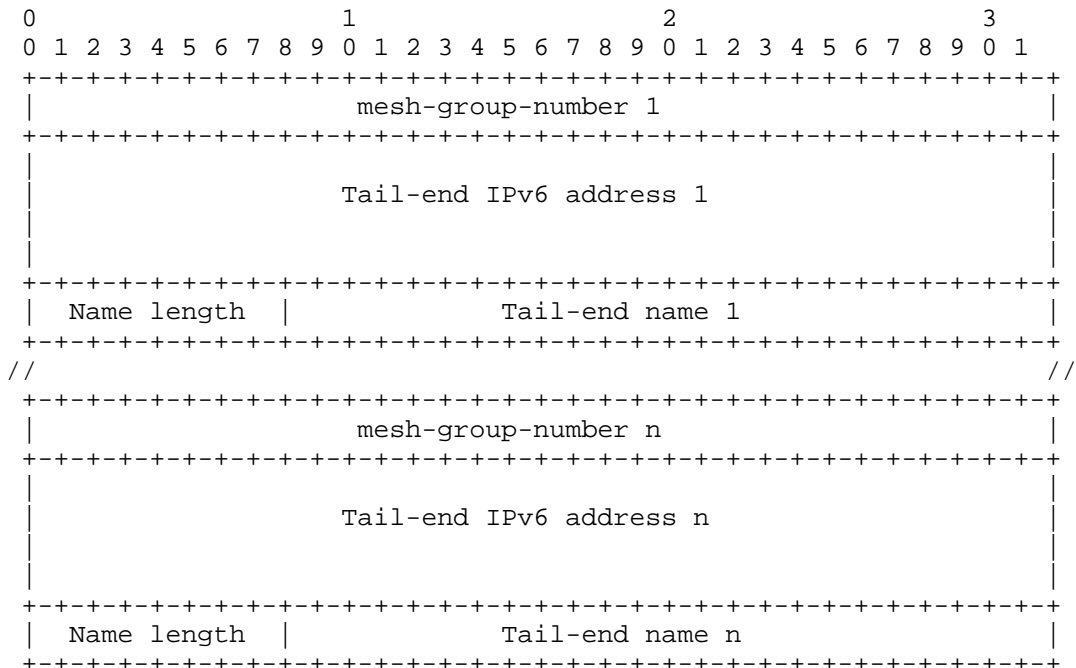 0                   1                   2                   3
0 1 2 3 4 5 6 7 8 9 0 1 2 3 4 5 6 7 8 9 0 1 2 3 4 5 6 7 8 9 0 1
+-+-+-+-+-+-+-+-+-+-+-+-+-+-+-+-+-+-+-+-+-+-+-+-+-+-+-+-+-+-+-+-+
|                    mesh-group-number 1                        |
+-+-+-+-+-+-+-+-+-+-+-+-+-+-+-+-+-+-+-+-+-+-+-+-+-+-+-+-+-+-+-+-+
|                                                               |
|                   Tail-end IPv6 address 1                     |
|                                                               |
|                                                               |
+-+-+-+-+-+-+-+-+-+-+-+-+-+-+-+-+-+-+-+-+-+-+-+-+-+-+-+-+-+-+-+-+
|  Name length  |             Tail-end name 1                   |
+-+-+-+-+-+-+-+-+-+-+-+-+-+-+-+-+-+-+-+-+-+-+-+-+-+-+-+-+-+-+-+-+
//                                                               //
+-+-+-+-+-+-+-+-+-+-+-+-+-+-+-+-+-+-+-+-+-+-+-+-+-+-+-+-+-+-+-+-+
|                    mesh-group-number n                        |
+-+-+-+-+-+-+-+-+-+-+-+-+-+-+-+-+-+-+-+-+-+-+-+-+-+-+-+-+-+-+-+-+
|                                                               |
|                   Tail-end IPv6 address n                     |
|                                                               |
|                                                               |
+-+-+-+-+-+-+-+-+-+-+-+-+-+-+-+-+-+-+-+-+-+-+-+-+-+-+-+-+-+-+-+-+
|  Name length  |             Tail-end name n                   |
+-+-+-+-+-+-+-+-+-+-+-+-+-+-+-+-+-+-+-+-+-+-+-+-+-+-+-+-+-+-+-+-+